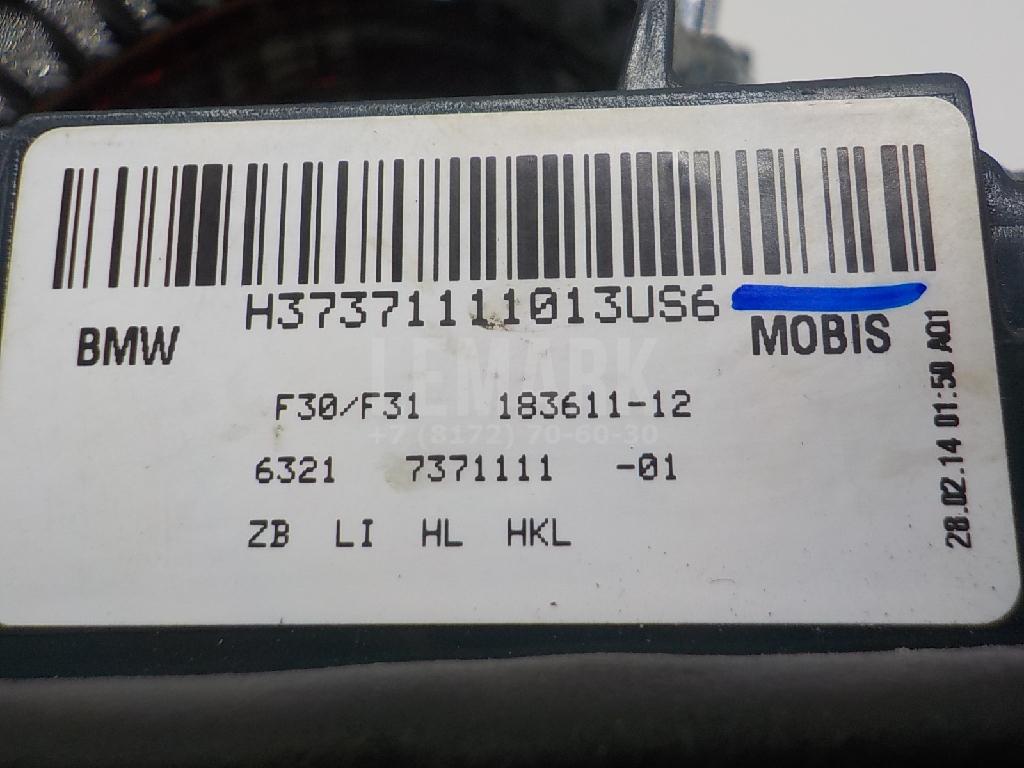 H37371111013US6
BMW
MOBIS
LEMARK
F30/F31 183611-12
+7 (8172) 70-60-30
6321 7371111 -01
ZB LI HL HKL
28.02.14 01:50 A01